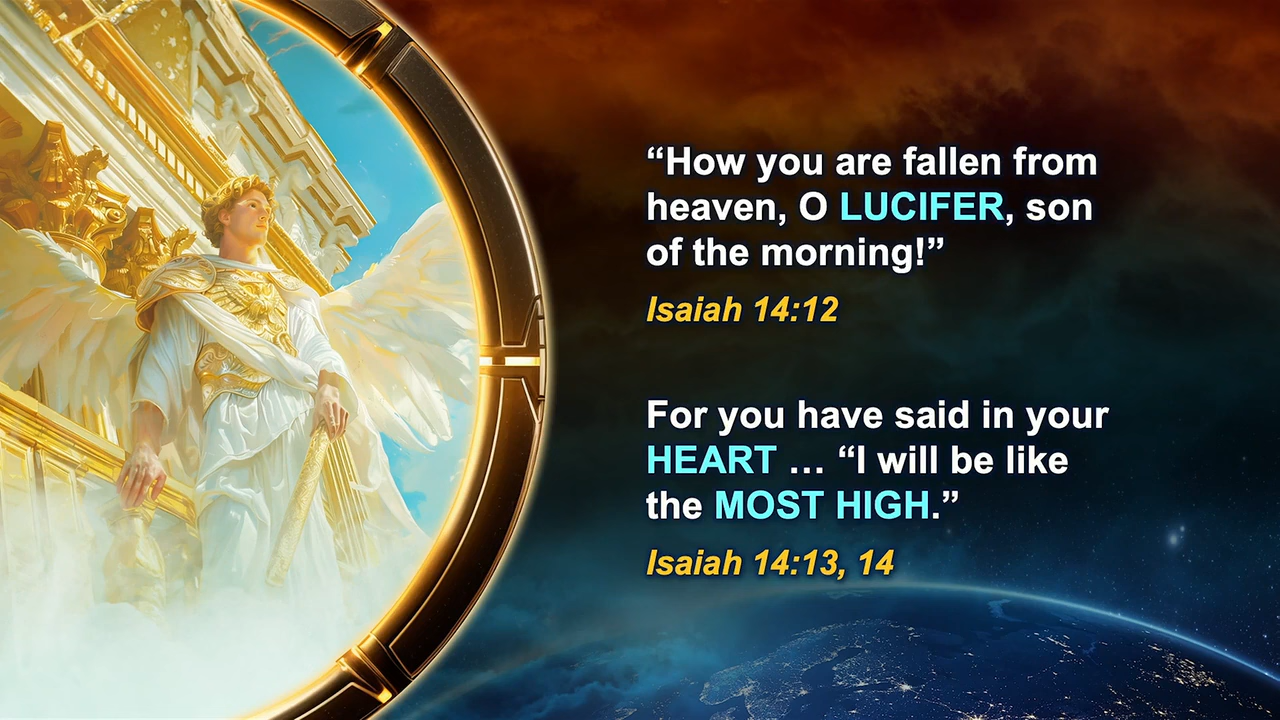 “How you are fallen from
heaven, O LUCIFER, son
of the morning!”
Isaiah 14:12
For you have said in your
HEART … “I will be like
the MOST HIGH.”
Isaiah 14:13, 14